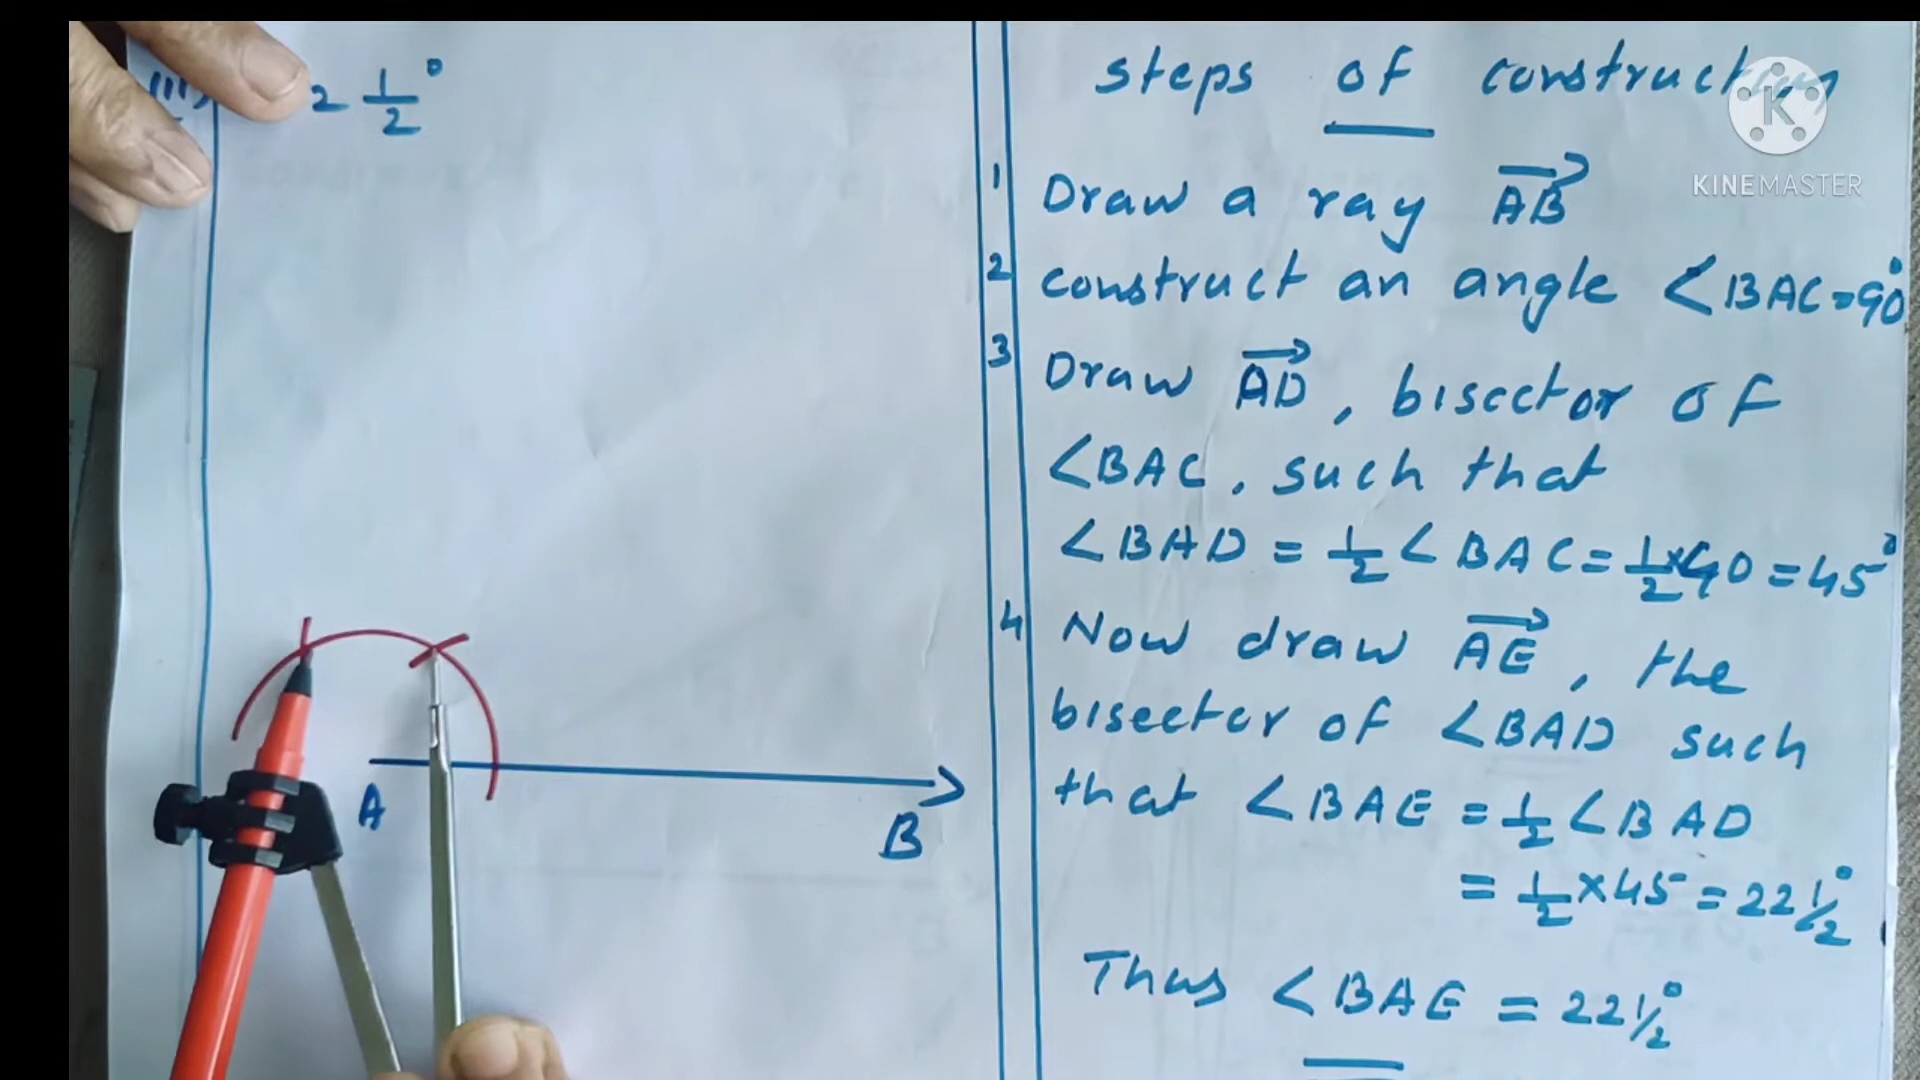 (iii) 2 1/2°
A
B
steps of construction
KINEMASTER
1 Draw a ray AB
2 construct an angle ∠BAC=90°
3 Draw AD, bisector of
∠BAC, such that
∠BAD = 1/2 ∠BAC = 1/2×90 = 45°
4 Now draw AE, the
bisector of ∠BAD such
that ∠BAE = 1/2 ∠BAD
= 1/2 × 45 = 22 1/2°
Thus ∠BAE = 22 1/2°